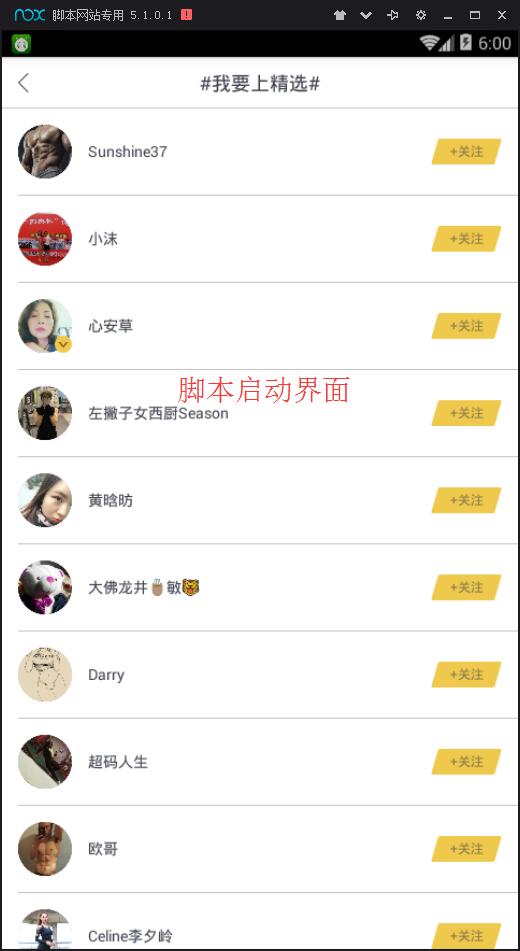 nox 脚本网站专用 5.1.0.1
6:00
#我要上精选#
Sunshine37 +关注
小沫 +关注
心安草 +关注
脚本启动界面
左撇子女西厨Season +关注
黄晗昉 +关注
大佛龙井🧋敏🐯 +关注
Darry +关注
超码人生 +关注
欧哥 +关注
Celine李夕岭 +关注